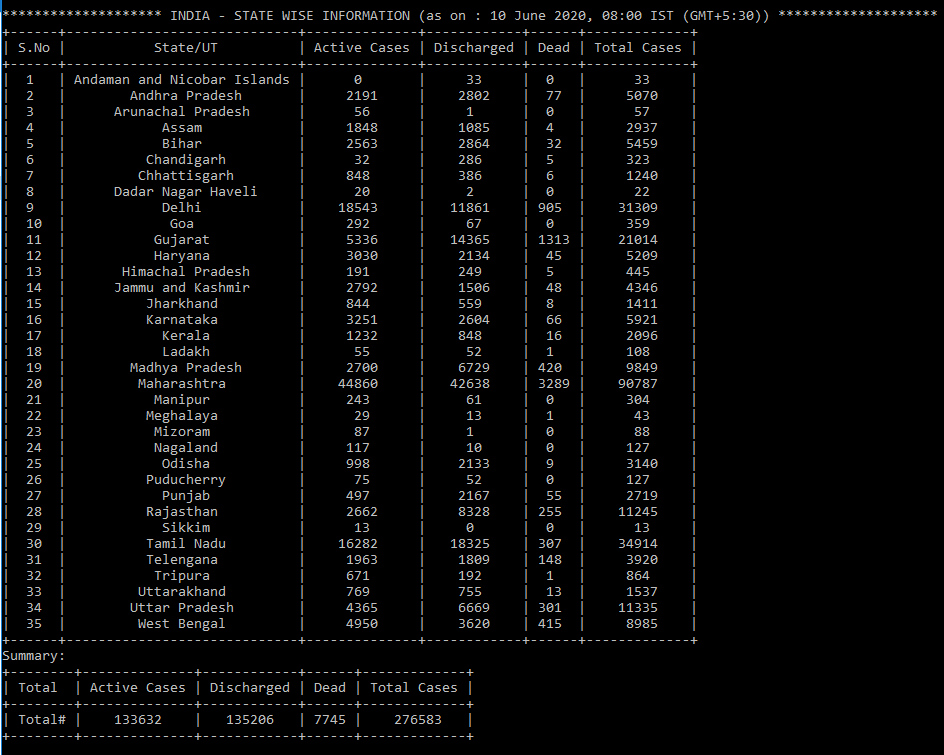 ******************** INDIA - STATE WISE INFORMATION (as on : 10 June 2020, 08:00 IST (GMT+5:30)) ********************
+------+-----------------------------+--------------+------------+------+-------------+
| S.No |           State/UT          | Active Cases | Discharged | Dead | Total Cases |
+------+-----------------------------+--------------+------------+------+-------------+
|  1   | Andaman and Nicobar Islands |      0       |     33     |  0   |      33     |
|  2   |        Andhra Pradesh       |     2191     |    2802    |  77  |     5070    |
|  3   |      Arunachal Pradesh      |      56      |     1      |  0   |      57     |
|  4   |            Assam            |     1848     |    1085    |  4   |     2937    |
|  5   |            Bihar            |     2563     |    2864    |  32  |     5459    |
|  6   |          Chandigarh         |      32      |    286     |  5   |     323     |
|  7   |         Chhattisgarh        |     848      |    386     |  6   |     1240    |
|  8   |      Dadar Nagar Haveli     |      20      |     2      |  0   |      22     |
|  9   |            Delhi            |    18543     |   11861    | 905  |    31309    |
|  10  |             Goa             |     292      |     67     |  0   |     359     |
|  11  |           Gujarat           |     5336     |   14365    | 1313 |    21014    |
|  12  |           Haryana           |     3030     |    2134    |  45  |     5209    |
|  13  |       Himachal Pradesh      |     191      |    249     |  5   |     445     |
|  14  |      Jammu and Kashmir      |     2792     |    1506    |  48  |     4346    |
|  15  |          Jharkhand          |     844      |    559     |  8   |     1411    |
|  16  |          Karnataka          |     3251     |    2604    |  66  |     5921    |
|  17  |            Kerala           |     1232     |    848     |  16  |     2096    |
|  18  |            Ladakh           |      55      |     52     |  1   |     108     |
|  19  |        Madhya Pradesh       |     2700     |    6729    | 420  |     9849    |
|  20  |         Maharashtra         |    44860     |   42638    | 3289 |    90787    |
|  21  |           Manipur           |     243      |     61     |  0   |     304     |
|  22  |          Meghalaya          |      29      |     13     |  1   |      43     |
|  23  |           Mizoram           |      87      |     1      |  0   |      88     |
|  24  |           Nagaland          |     117      |     10     |  0   |     127     |
|  25  |            Odisha           |     998      |    2133    |  9   |     3140    |
|  26  |          Puducherry         |      75      |     52     |  0   |     127     |
|  27  |            Punjab           |     497      |    2167    |  55  |     2719    |
|  28  |          Rajasthan          |     2662     |    8328    | 255  |    11245    |
|  29  |            Sikkim           |      13      |     0      |  0   |      13     |
|  30  |          Tamil Nadu         |    16282     |   18325    | 307  |    34914    |
|  31  |          Telengana          |     1963     |    1809    | 148  |     3920    |
|  32  |           Tripura           |     671      |    192     |  1   |     864     |
|  33  |         Uttarakhand         |     769      |    755     |  13  |     1537    |
|  34  |        Uttar Pradesh        |     4365     |    6669    | 301  |    11335    |
|  35  |         West Bengal         |     4950     |    3620    | 415  |     8985    |
+------+-----------------------------+--------------+------------+------+-------------+
Summary:
+--------+--------------+------------+------+-------------+
| Total  | Active Cases | Discharged | Dead | Total Cases |
+--------+--------------+------------+------+-------------+
| Total# |    133632    |   135206   | 7745 |    276583   |
+--------+--------------+------------+------+-------------+